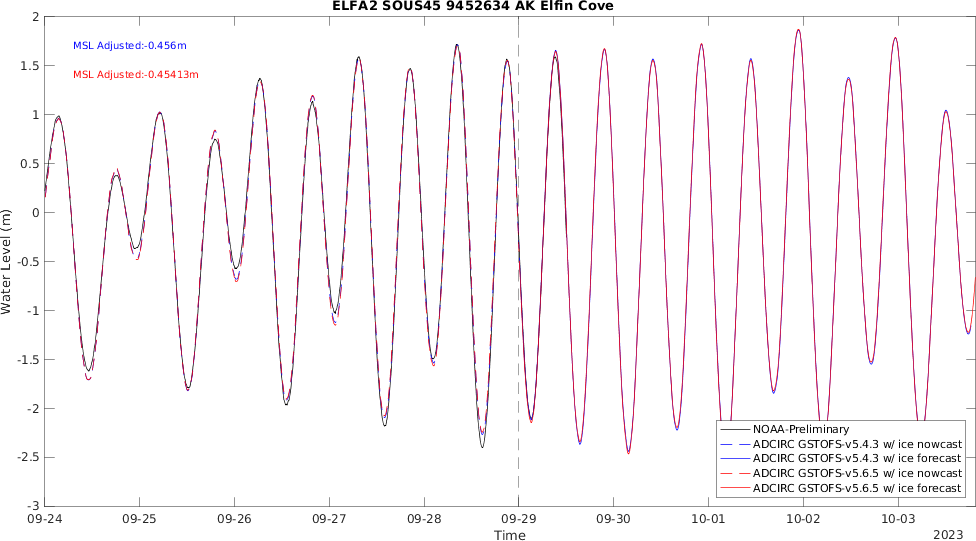 ELFA2 SOUS45 9452634 AK Elfin Cove
MSL Adjusted:-0.456m
MSL Adjusted:-0.45413m
Water Level (m)
2
1.5
1
0.5
0
-0.5
-1
-1.5
-2
-2.5
-3
NOAA-Preliminary
ADCIRC GSTOFS-v5.4.3 w/ ice nowcast
ADCIRC GSTOFS-v5.4.3 w/ ice forecast
ADCIRC GSTOFS-v5.6.5 w/ ice nowcast
ADCIRC GSTOFS-v5.6.5 w/ ice forecast
09-24 09-25 09-26 09-27 09-28 09-29 09-30 10-01 10-02 10-03
Time
2023